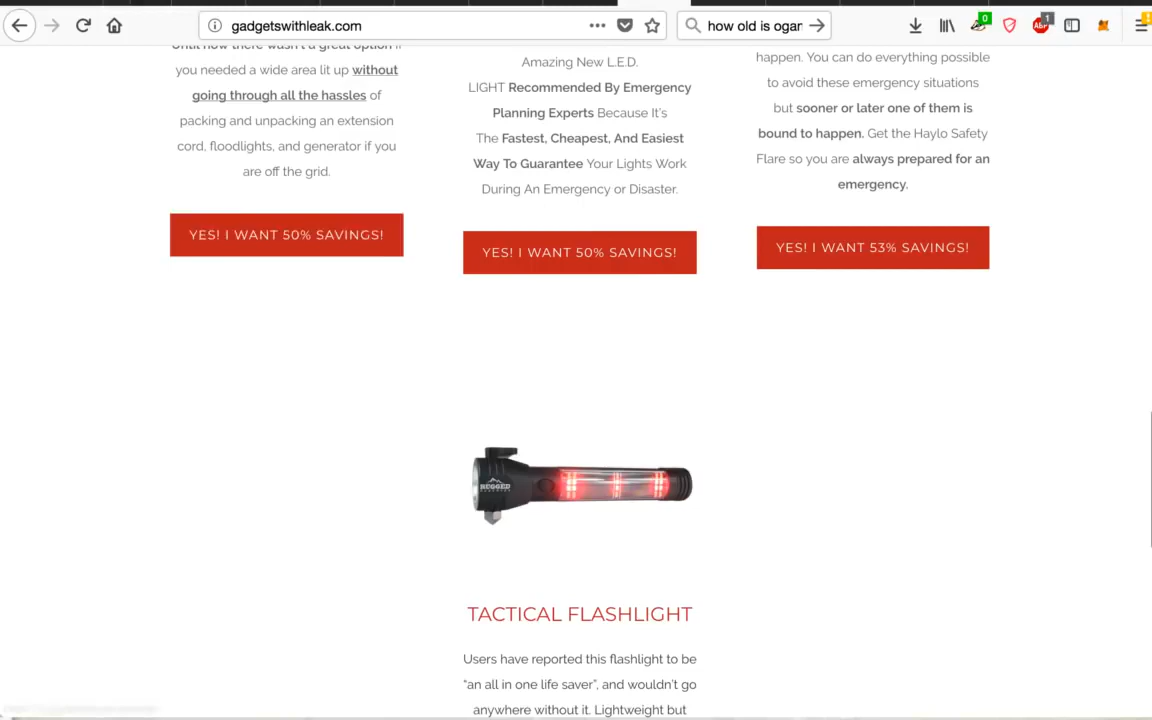 gadgetswithleak.com
how old is ogar
0
1
ABP
Until now there wasn't a great option if
you needed a wide area lit up without
going through all the hassles of
packing and unpacking an extension
cord, floodlights, and generator if you
are off the grid.
YES! I WANT 50% SAVINGS!
Amazing New L.E.D.
LIGHT Recommended By Emergency
Planning Experts Because It's
The Fastest, Cheapest, And Easiest
Way To Guarantee Your Lights Work
During An Emergency or Disaster.
YES! I WANT 50% SAVINGS!
happen. You can do everything possible
to avoid these emergency situations
but sooner or later one of them is
bound to happen. Get the Haylo Safety
Flare so you are always prepared for an
emergency.
YES! I WANT 53% SAVINGS!
RUGGED
TACTICAL FLASHLIGHT
Users have reported this flashlight to be
“an all in one life saver”, and wouldn't go
anywhere without it. Lightweight but